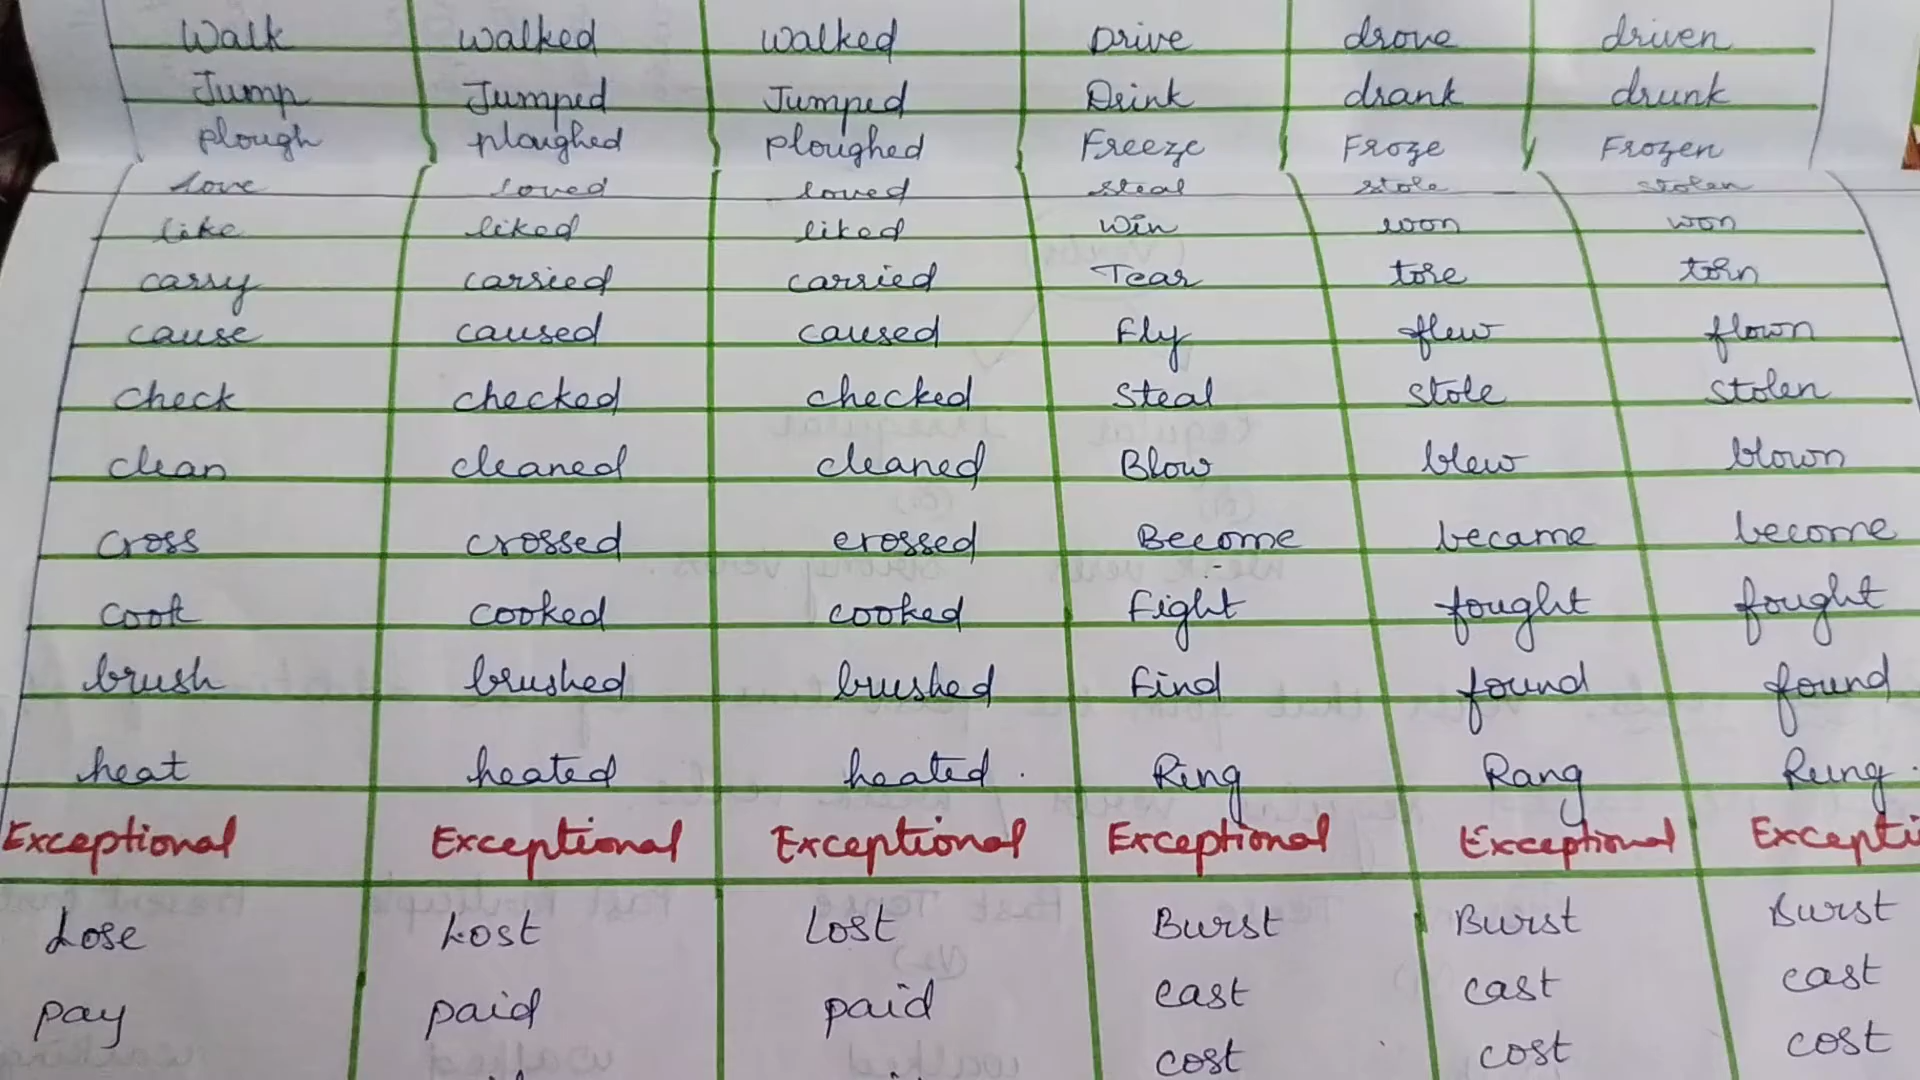 Walk walked walked Drive drove driven
Jump Jumped Jumped Drink drank drunk
plough ploughed ploughed Freeze Froze Frozen
love loved loved steal stole stolen
like liked liked Win won won
carry carried carried Tear tore torn
cause caused caused Fly flew flown
check checked checked Steal stole stolen
clean cleaned cleaned Blow blew blown
cross crossed crossed Become became become
cook cooked cooked Fight fought fought
brush brushed brushed Find found found
heat heated heated. Ring Rang Rung.
Exceptional Exceptional Exceptional Exceptional Exceptional Excepti
Lose Lost Lost Burst Burst Burst
pay paid paid cast cast cast
cost cost cost